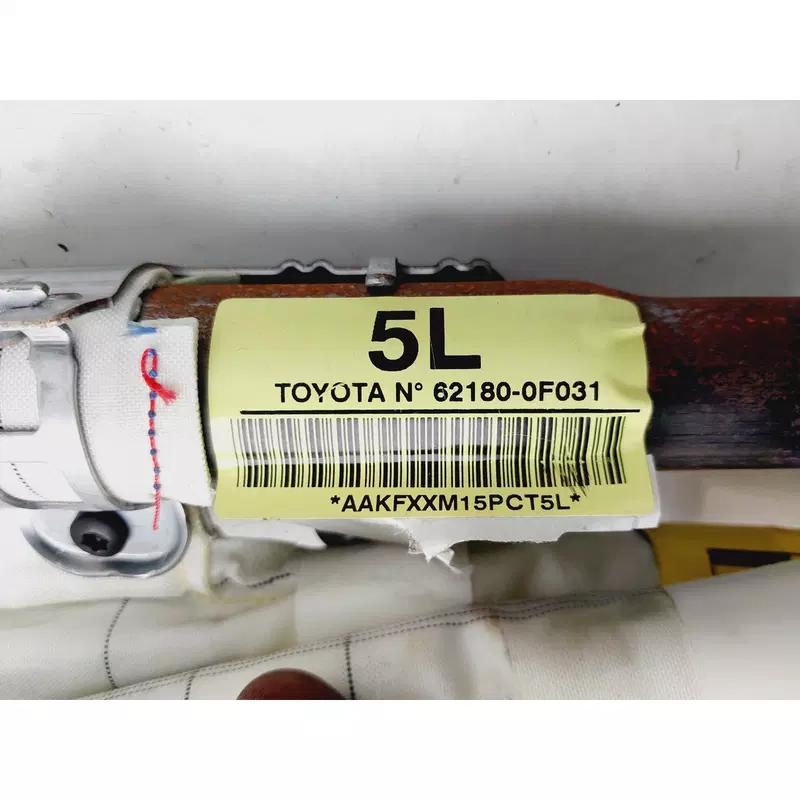 5L
TOYOTA N° 62180-0F031
*AAKFXXM15PCT5L*